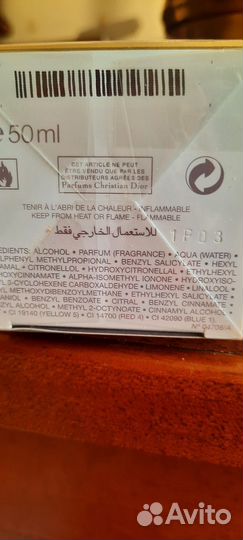 e 50ml
CET ARTICLE NE PEUT
ÊTRE VENDU QUE PAR LES
DISTRIBUTEURS AGRÉÉS DES
Parfums Christian Dior
TENIR À L'ABRI DE LA CHALEUR - INFLAMMABLE
KEEP FROM HEAT OR FLAME - FLAMMABLE
للاستعمال الخارجي فقط
1P03
EDIENTS: ALCOHOL • PARFUM (FRAGRANCE) • AQUA (WATER) •
LPHENYL METHYLPROPIONAL • BENZYL SALICYLATE • HEXYL
AMAL • CITRONELLOL • HYDROXYCITRONELLAL • ETHYLHEXYL
OXYCINNAMATE • ALPHA-ISOMETHYL IONONE • HYDROXYISO-
YL 3-CYCLOHEXENE CARBOXALDEHYDE • LIMONENE • LINALOOL •
YL METHOXYDIBENZOYLMETHANE • ETHYLHEXYL SALICYLATE •
ANIOL • BENZYL BENZOATE • CITRAL • BENZYL CINNAMATE •
YL ALCOHOL • METHYL 2-OCTYNOATE • CINNAMYL ALCOHOL
• CI 19140 (YELLOW 5) • CI 14700 (RED 4) • CI 42090 (BLUE 1).
Avito